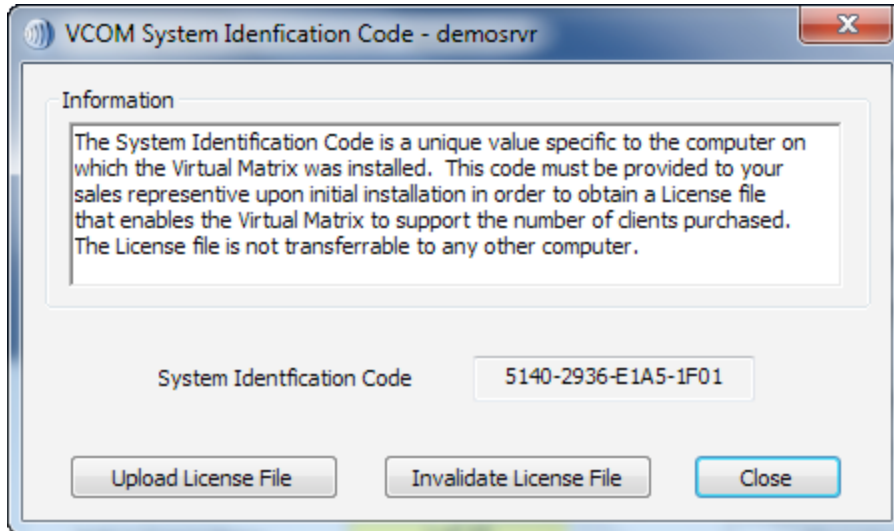 VCOM System Idenfication Code - demosrvr
Information
The System Identification Code is a unique value specific to the computer on
which the Virtual Matrix was installed.  This code must be provided to your
sales representive upon initial installation in order to obtain a License file
that enables the Virtual Matrix to support the number of clients purchased.
The License file is not transferrable to any other computer.
System Identfication Code
5140-2936-E1A5-1F01
Upload License File
Invalidate License File
Close